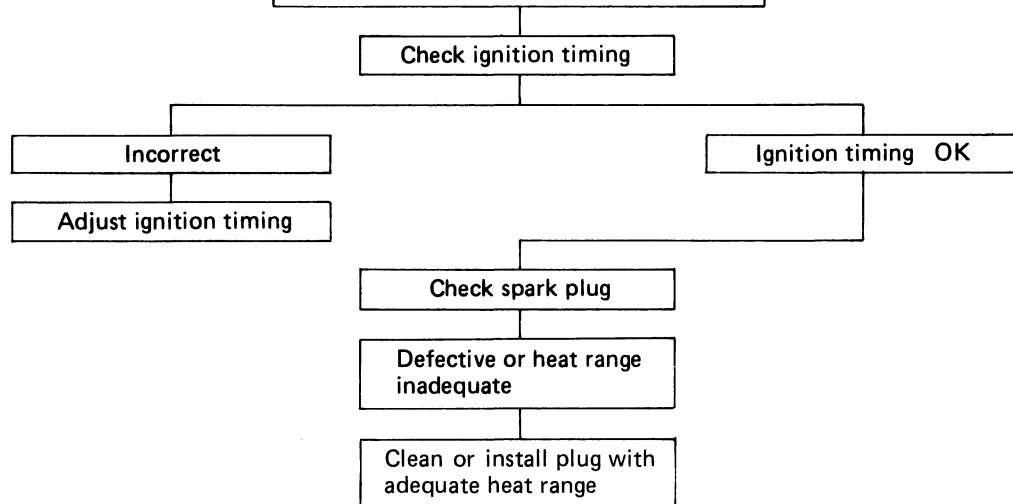 Check ignition timing
Incorrect
Ignition timing OK
Adjust ignition timing
Check spark plug
Defective or heat range
inadequate
Clean or install plug with
adequate heat range